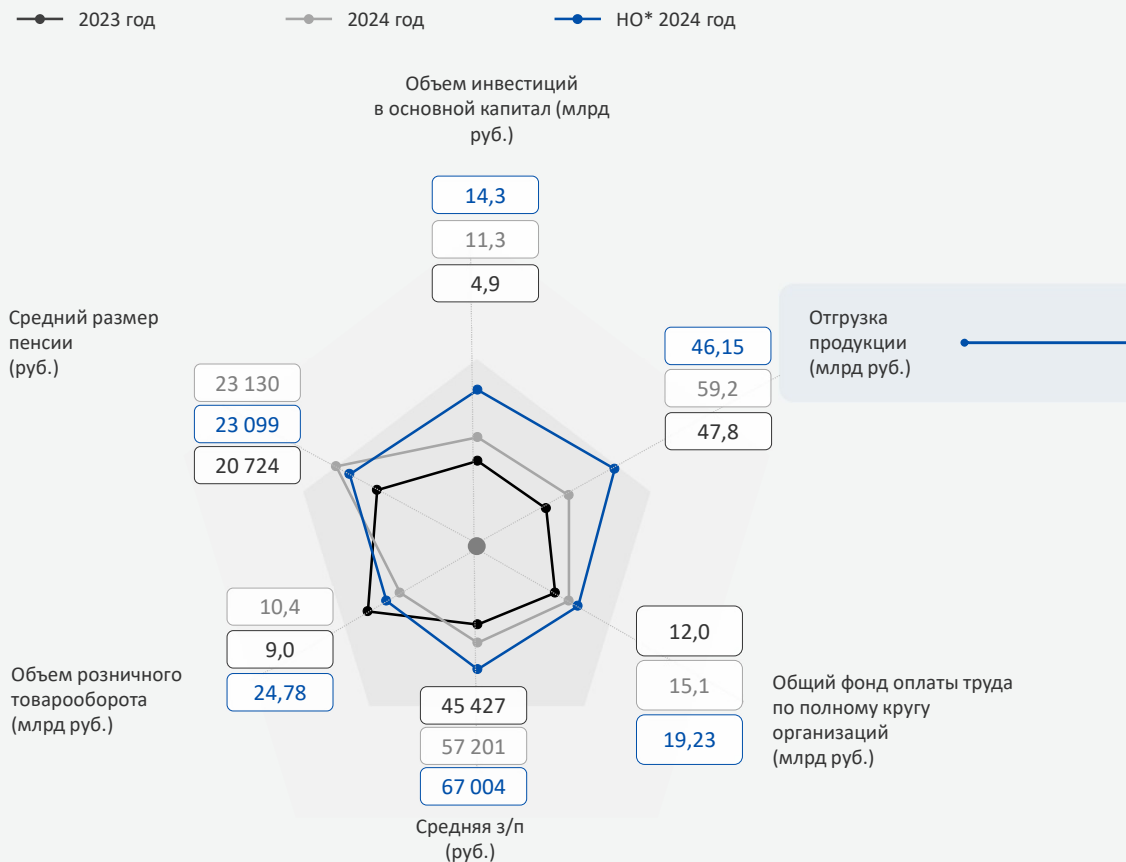 2023 год
2024 год
НО* 2024 год
Объем инвестиций
в основной капитал (млрд
руб.)
14,3
11,3
4,9
Отгрузка
продукции
(млрд руб.)
46,15
59,2
47,8
Средний размер
пенсии
(руб.)
23 130
23 099
20 724
10,4
9,0
24,78
Объем розничного
товарооборота
(млрд руб.)
12,0
15,1
19,23
Общий фонд оплаты труда
по полному кругу
организаций
(млрд руб.)
45 427
57 201
67 004
Средняя з/п
(руб.)